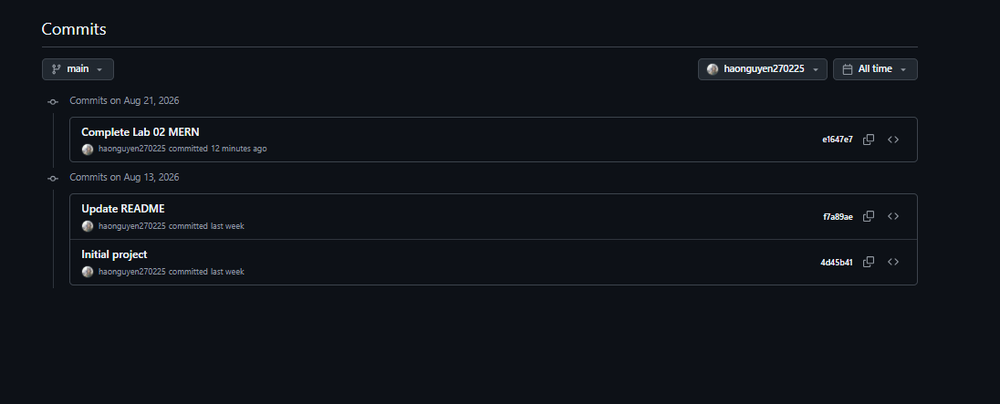 Commits
main
haonguyen270225
All time
Commits on Aug 21, 2026
Complete Lab 02 MERN
haonguyen270225 committed 12 minutes ago
e1647e7
Commits on Aug 13, 2026
Update README
haonguyen270225 committed last week
f7a89ae
Initial project
haonguyen270225 committed last week
4d45b41